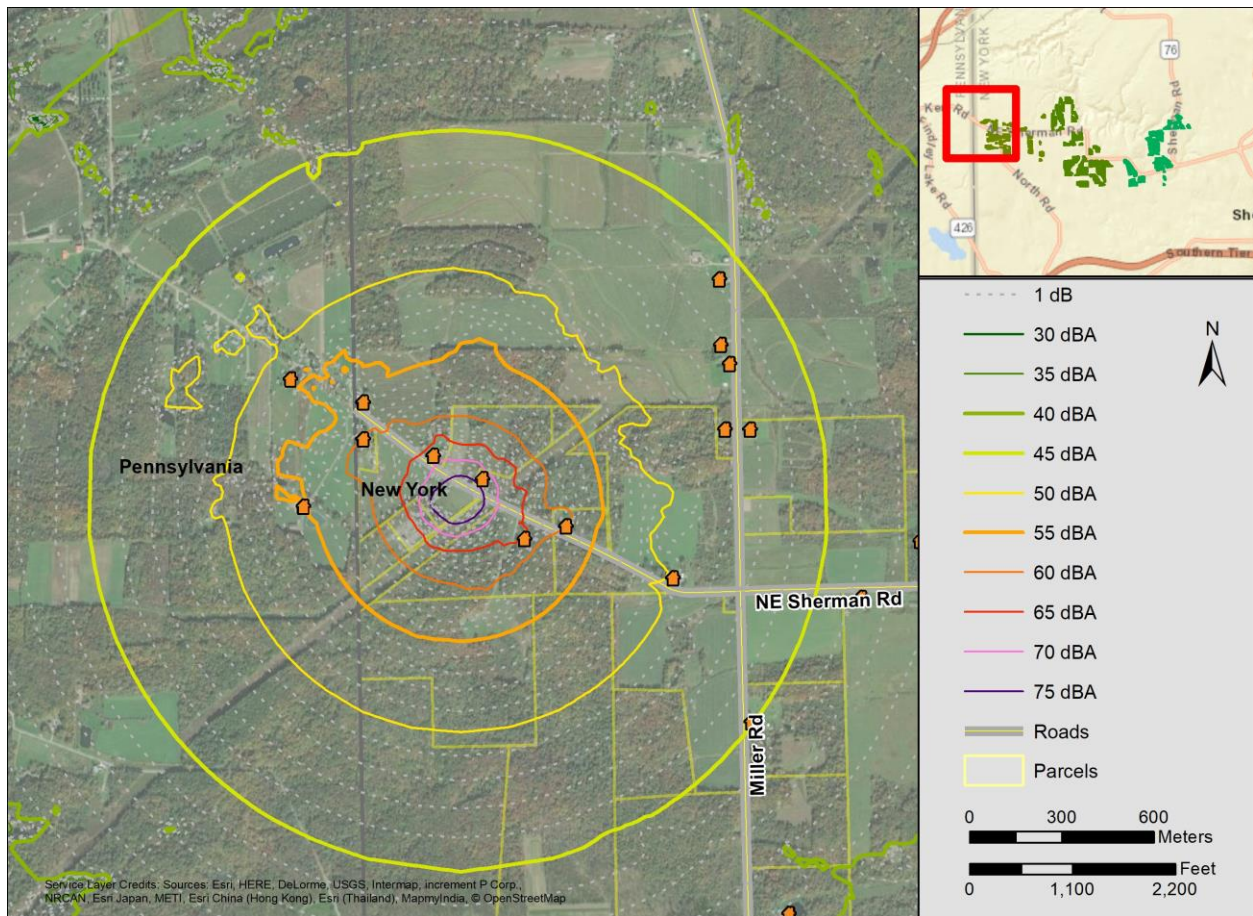 Pennsylvania
New York
NE Sherman Rd
Miller Rd
Service Layer Credits: Sources: Esri, HERE, DeLorme, USGS, Intermap, increment P Corp.,
NRCAN, Esri Japan, METI, Esri China (Hong Kong), Esri (Thailand), MapmyIndia, © OpenStreetMap
NEW YORK
76
Sherman Rd
North Rd
426
Southern Tier
1 dB
30 dBA
35 dBA
40 dBA
45 dBA
50 dBA
55 dBA
60 dBA
65 dBA
70 dBA
75 dBA
Roads
Parcels
N
0 300 600
Meters
Feet
0 1,100 2,200